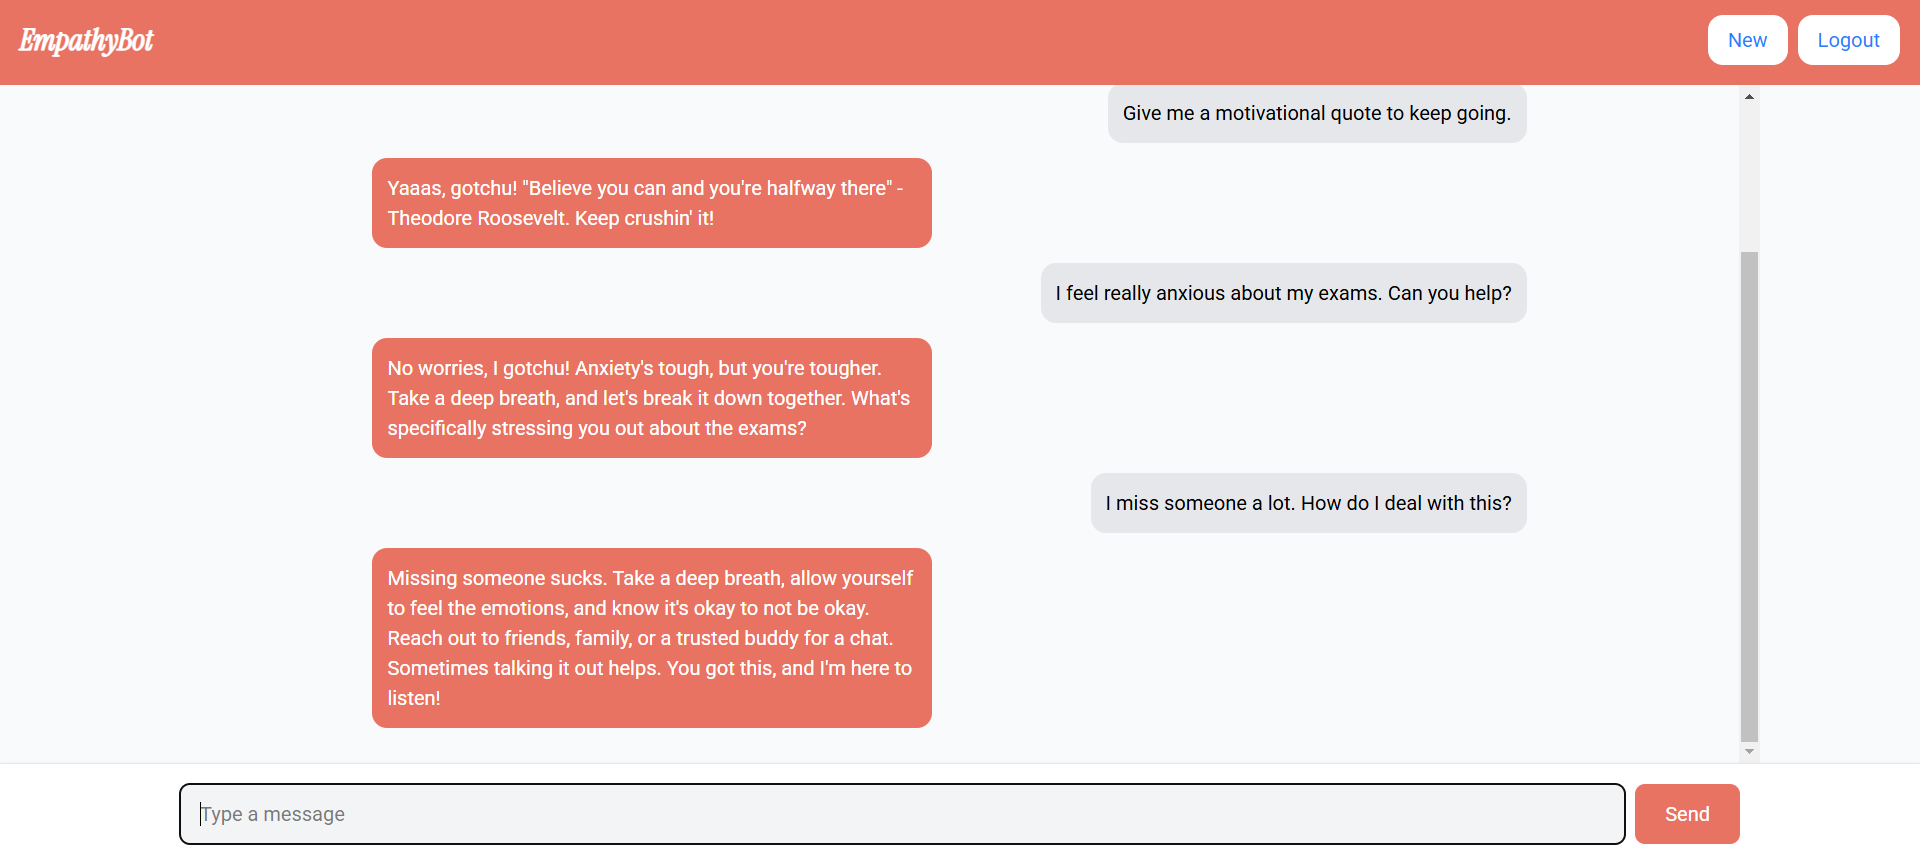 EmpathyBot
New
Logout
Give me a motivational quote to keep going.
Yaaas, gotchu! "Believe you can and you're halfway there" -
Theodore Roosevelt. Keep crushin' it!
I feel really anxious about my exams. Can you help?
No worries, I gotchu! Anxiety's tough, but you're tougher.
Take a deep breath, and let's break it down together. What's
specifically stressing you out about the exams?
I miss someone a lot. How do I deal with this?
Missing someone sucks. Take a deep breath, allow yourself
to feel the emotions, and know it's okay to not be okay.
Reach out to friends, family, or a trusted buddy for a chat.
Sometimes talking it out helps. You got this, and I'm here to
listen!
Type a message
Send